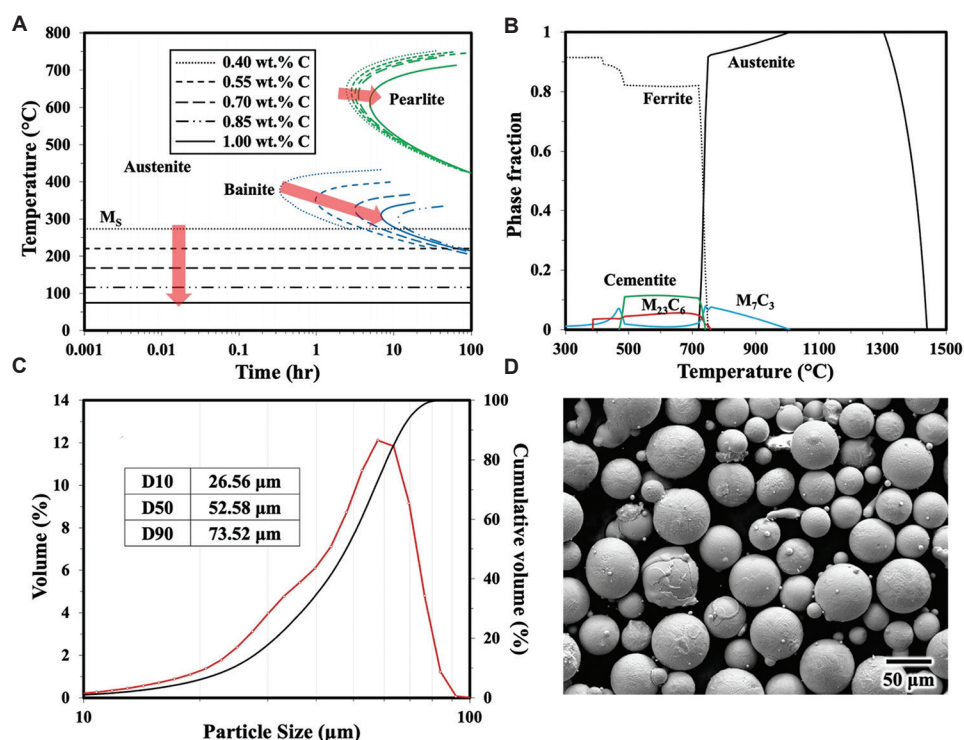 A
800
700
600
500
400
300
200
100
0
Temperature (°C)
0.40 wt.% C
0.55 wt.% C
0.70 wt.% C
0.85 wt.% C
1.00 wt.% C
Pearlite
Austenite
Bainite
MS
0.001 0.01 0.1 1 10 100
Time (hr)
B
1
0.8
0.6
0.4
0.2
0
Phase fraction
Austenite
Ferrite
Cementite
M23C6
M7C3
300 500 700 900 1100 1300 1500
Temperature (°C)
C
14
12
10
8
6
4
2
0
Volume (%)
D10 26.56 µm
D50 52.58 µm
D90 73.52 µm
100
80
60
40
20
0
Cumulative volume
(%)
10 100
Particle Size (µm)
D
50 µm